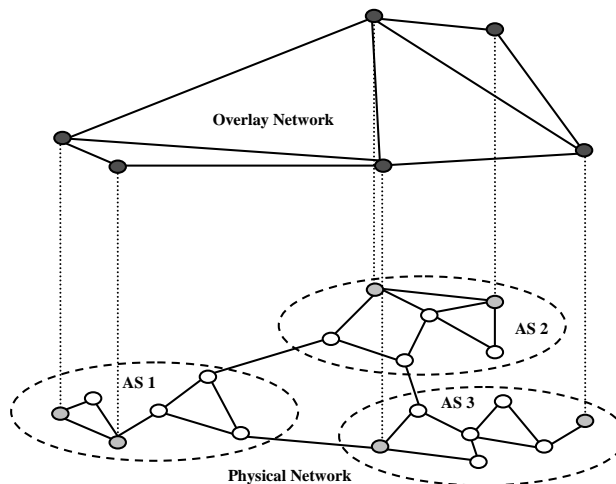 Overlay Network
AS 2
AS 1
AS 3
Physical Network